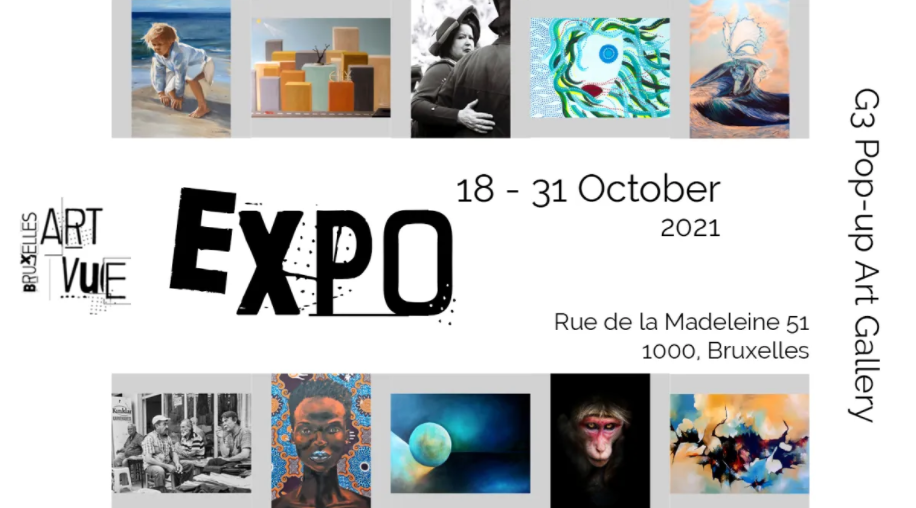 BRUXELLES
ART
VUE
EXPO
18 - 31 October
2021
Rue de la Madeleine 51
1000, Bruxelles
G3 Pop-up Art Gallery